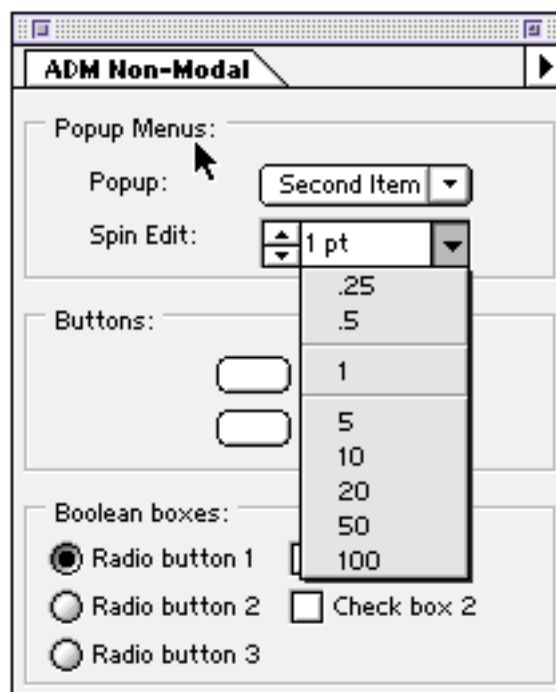 ADM Non-Modal
Popup Menus:
Popup: Second Item
Spin Edit: 1 pt
.25
.5
1
5
10
20
50
100
Buttons:
Boolean boxes:
Radio button 1
Radio button 2 Check box 2
Radio button 3